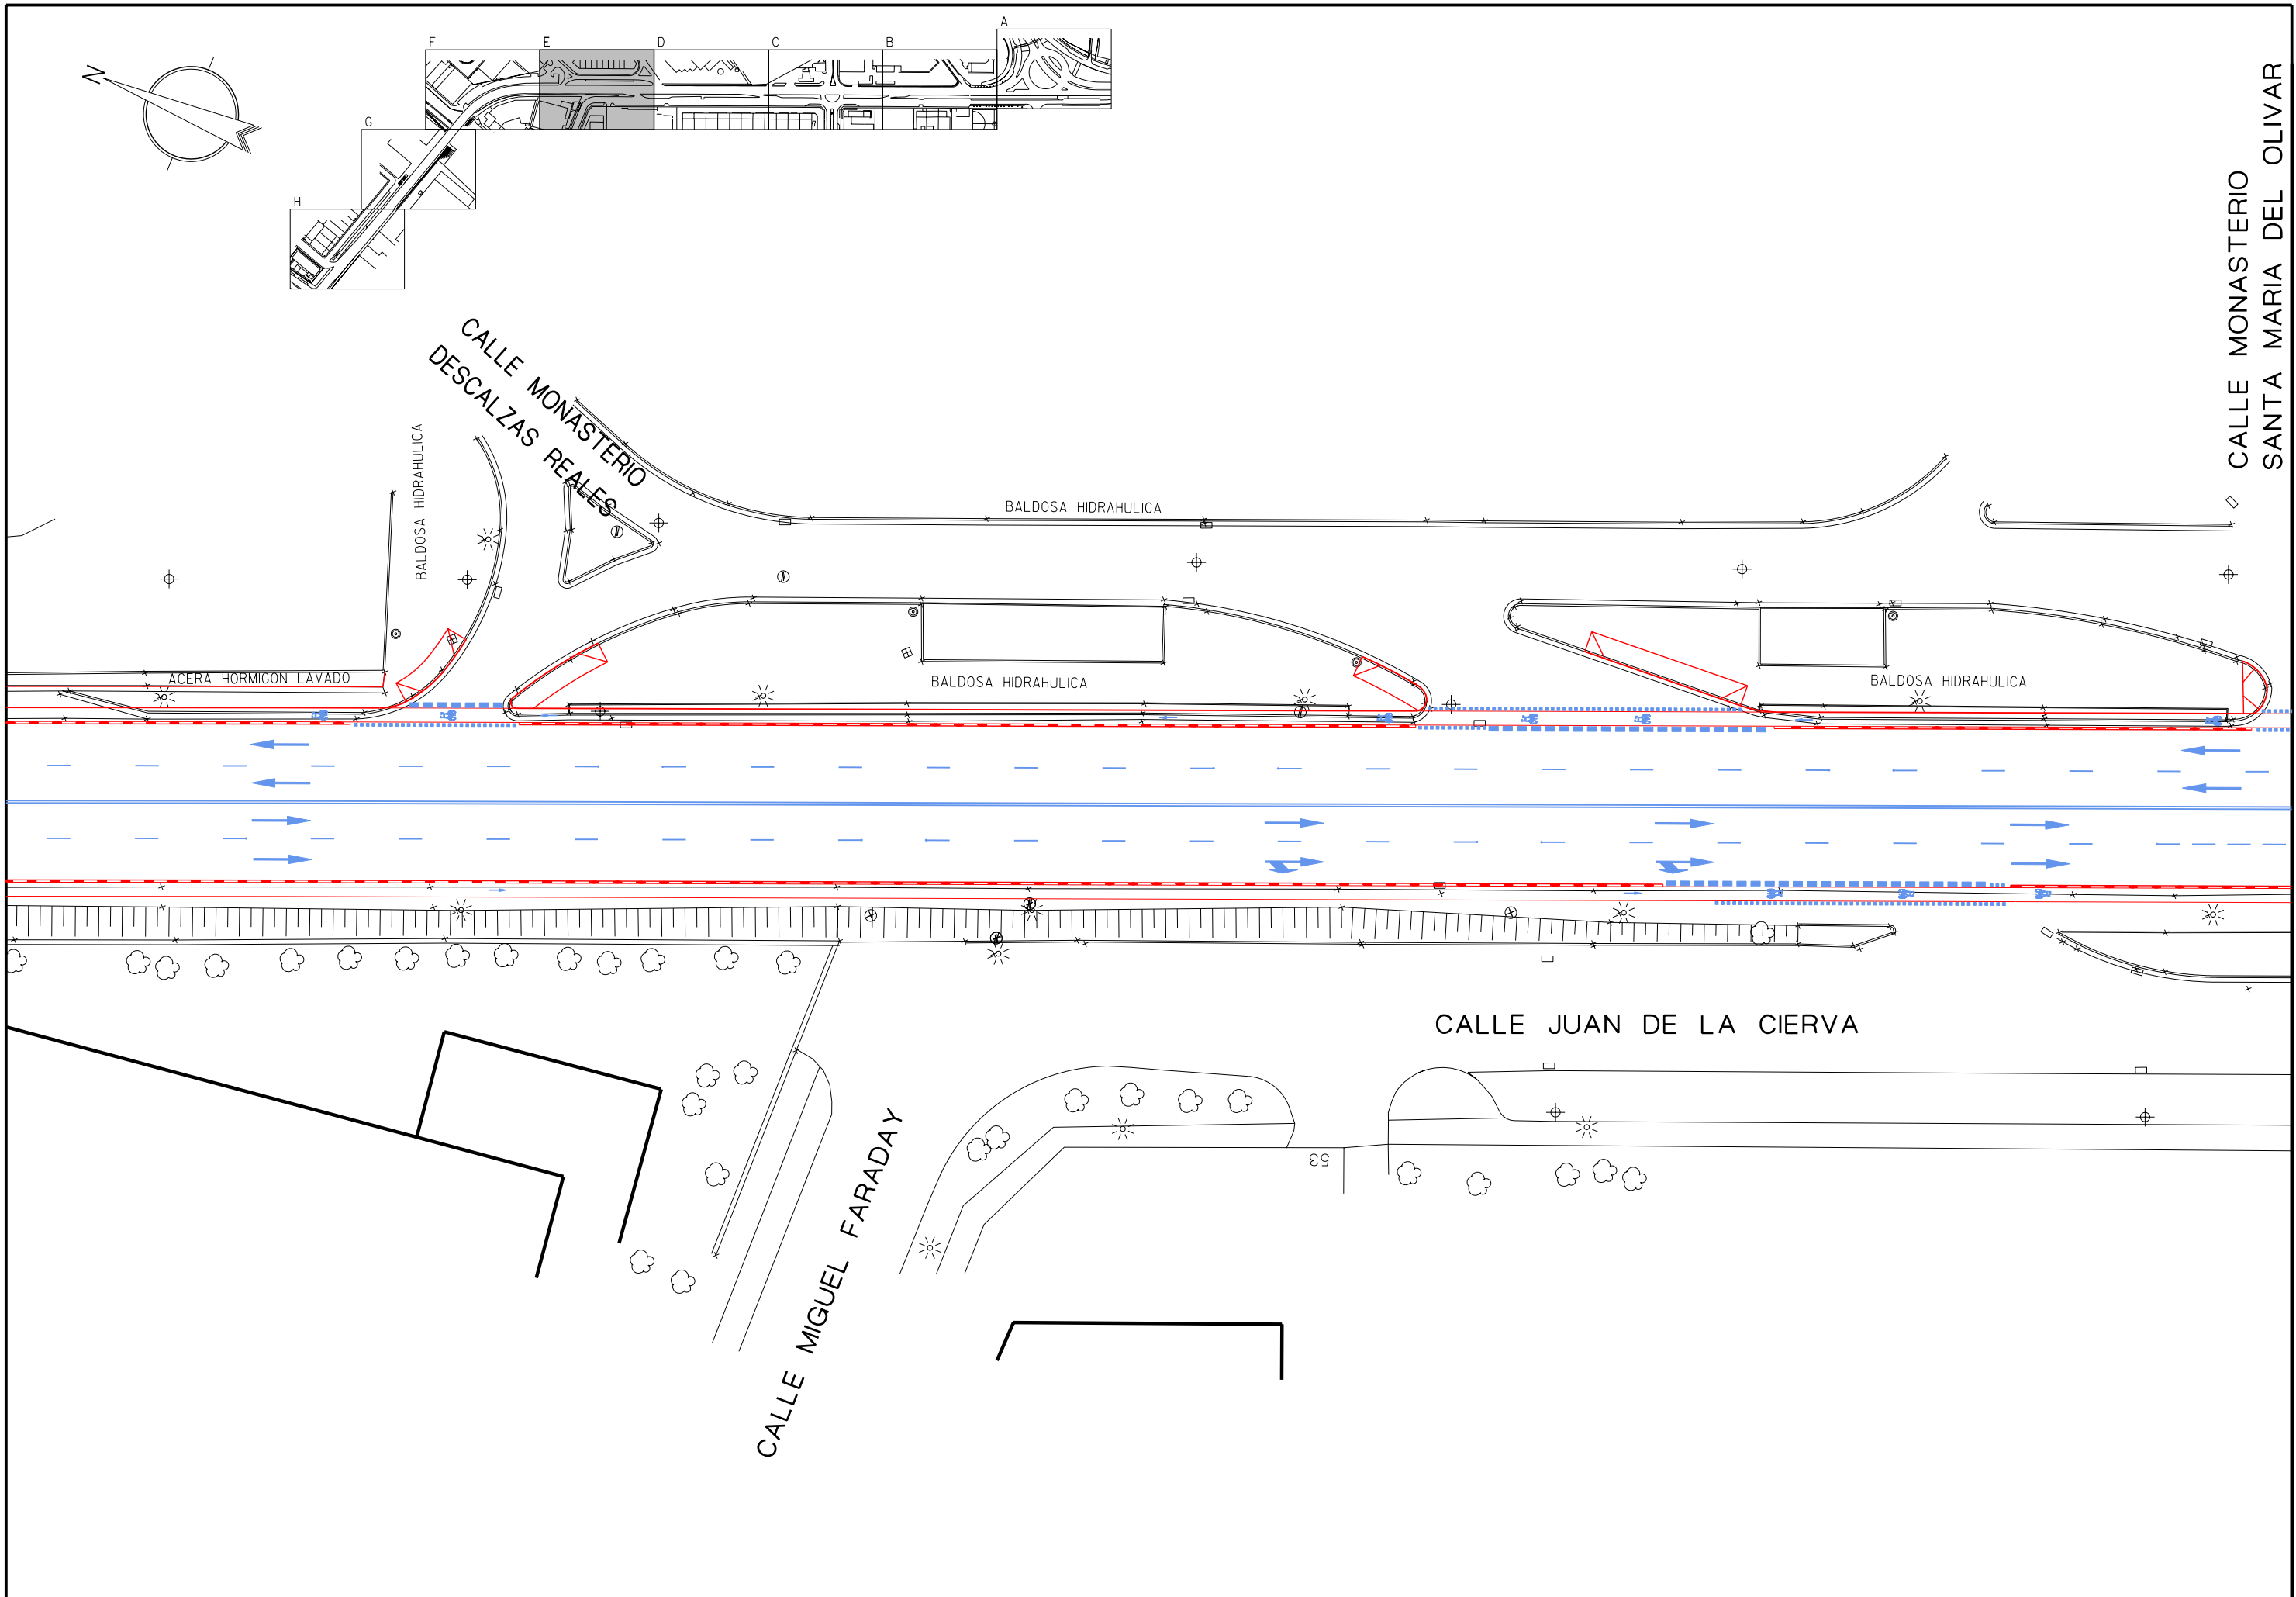 A
F
E
D
C
B
N
G
H
CALLE MONASTERIO
SANTA MARIA DEL OLIVAR
CALLE MONASTERIO
DESCALZAS REALES
BALDOSA HIDRAHULICA
BALDOSA HIDRAHULICA
ACERA HORMIGON LAVADO
BALDOSA HIDRAHULICA
BALDOSA HIDRAHULICA
CALLE JUAN DE LA CIERVA
53
CALLE MIGUEL FARADAY